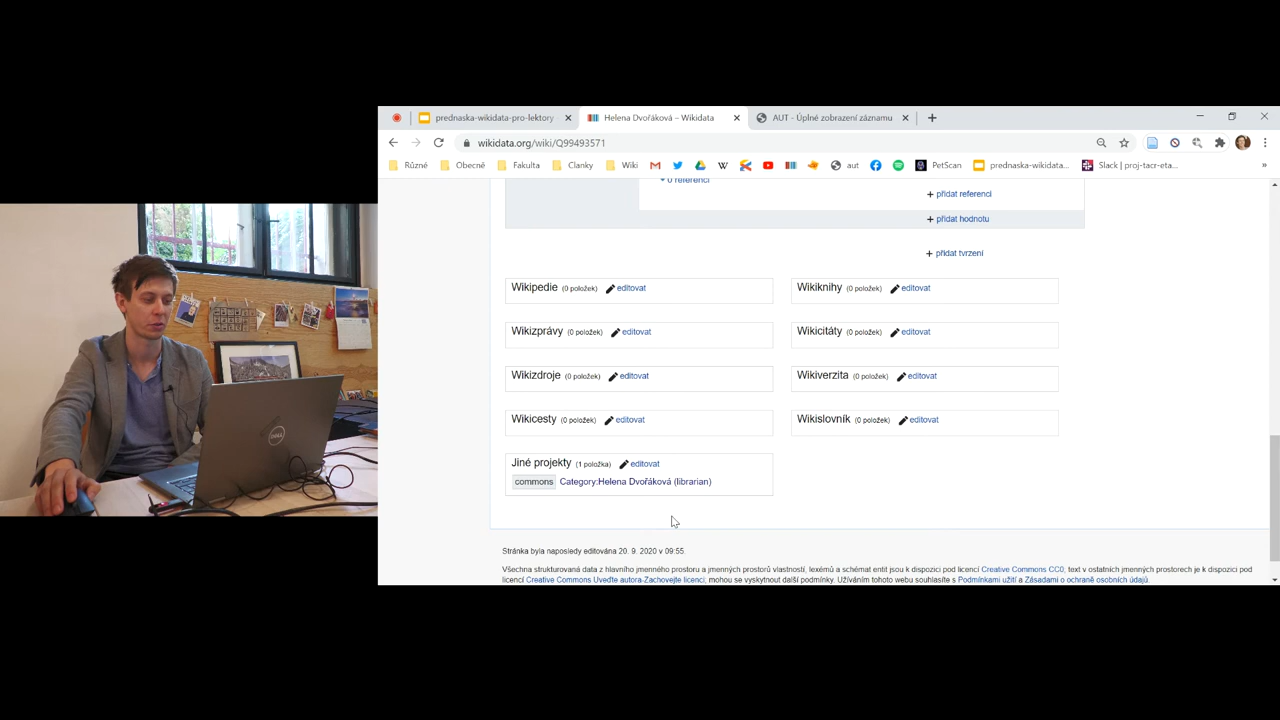 prednaska-wikidata-pro-lektory
Helena Dvořáková – Wikidata
AUT - Úplné zobrazení záznamu
wikidata.org/wiki/Q99493571
Různé
Obecně
Fakulta
Clanky
Wiki
aut
PetScan
prednaska-wikidata...
Slack | proj-tacr-eta...
0 referencí
+ přidat referenci
+ přidat hodnotu
+ přidat tvrzení
Wikipedie (0 položek) editovat
Wikiknihy (0 položek) editovat
Wikizprávy (0 položek) editovat
Wikicitáty (0 položek) editovat
Wikizdroje (0 položek) editovat
Wikiverzita (0 položek) editovat
Wikicesty (0 položek) editovat
Wikislovník (0 položek) editovat
Jiné projekty (1 položka) editovat
commons Category:Helena Dvořáková (librarian)
Stránka byla naposledy editována 20. 9. 2020 v 09:55.
Všechna strukturovaná data z hlavního jmenného prostoru a jmenných prostorů vlastností, lexémů a schémat entit jsou k dispozici pod licencí Creative Commons CC0, text v ostatních jmenných prostorech je k dispozici pod
licencí Creative Commons Uveďte autora-Zachovejte licenci, mohou se vyskytnout další podmínky. Užíváním tohoto webu souhlasíte s Podmínkami užití a Zásadami o ochraně osobních údajů.
DELL